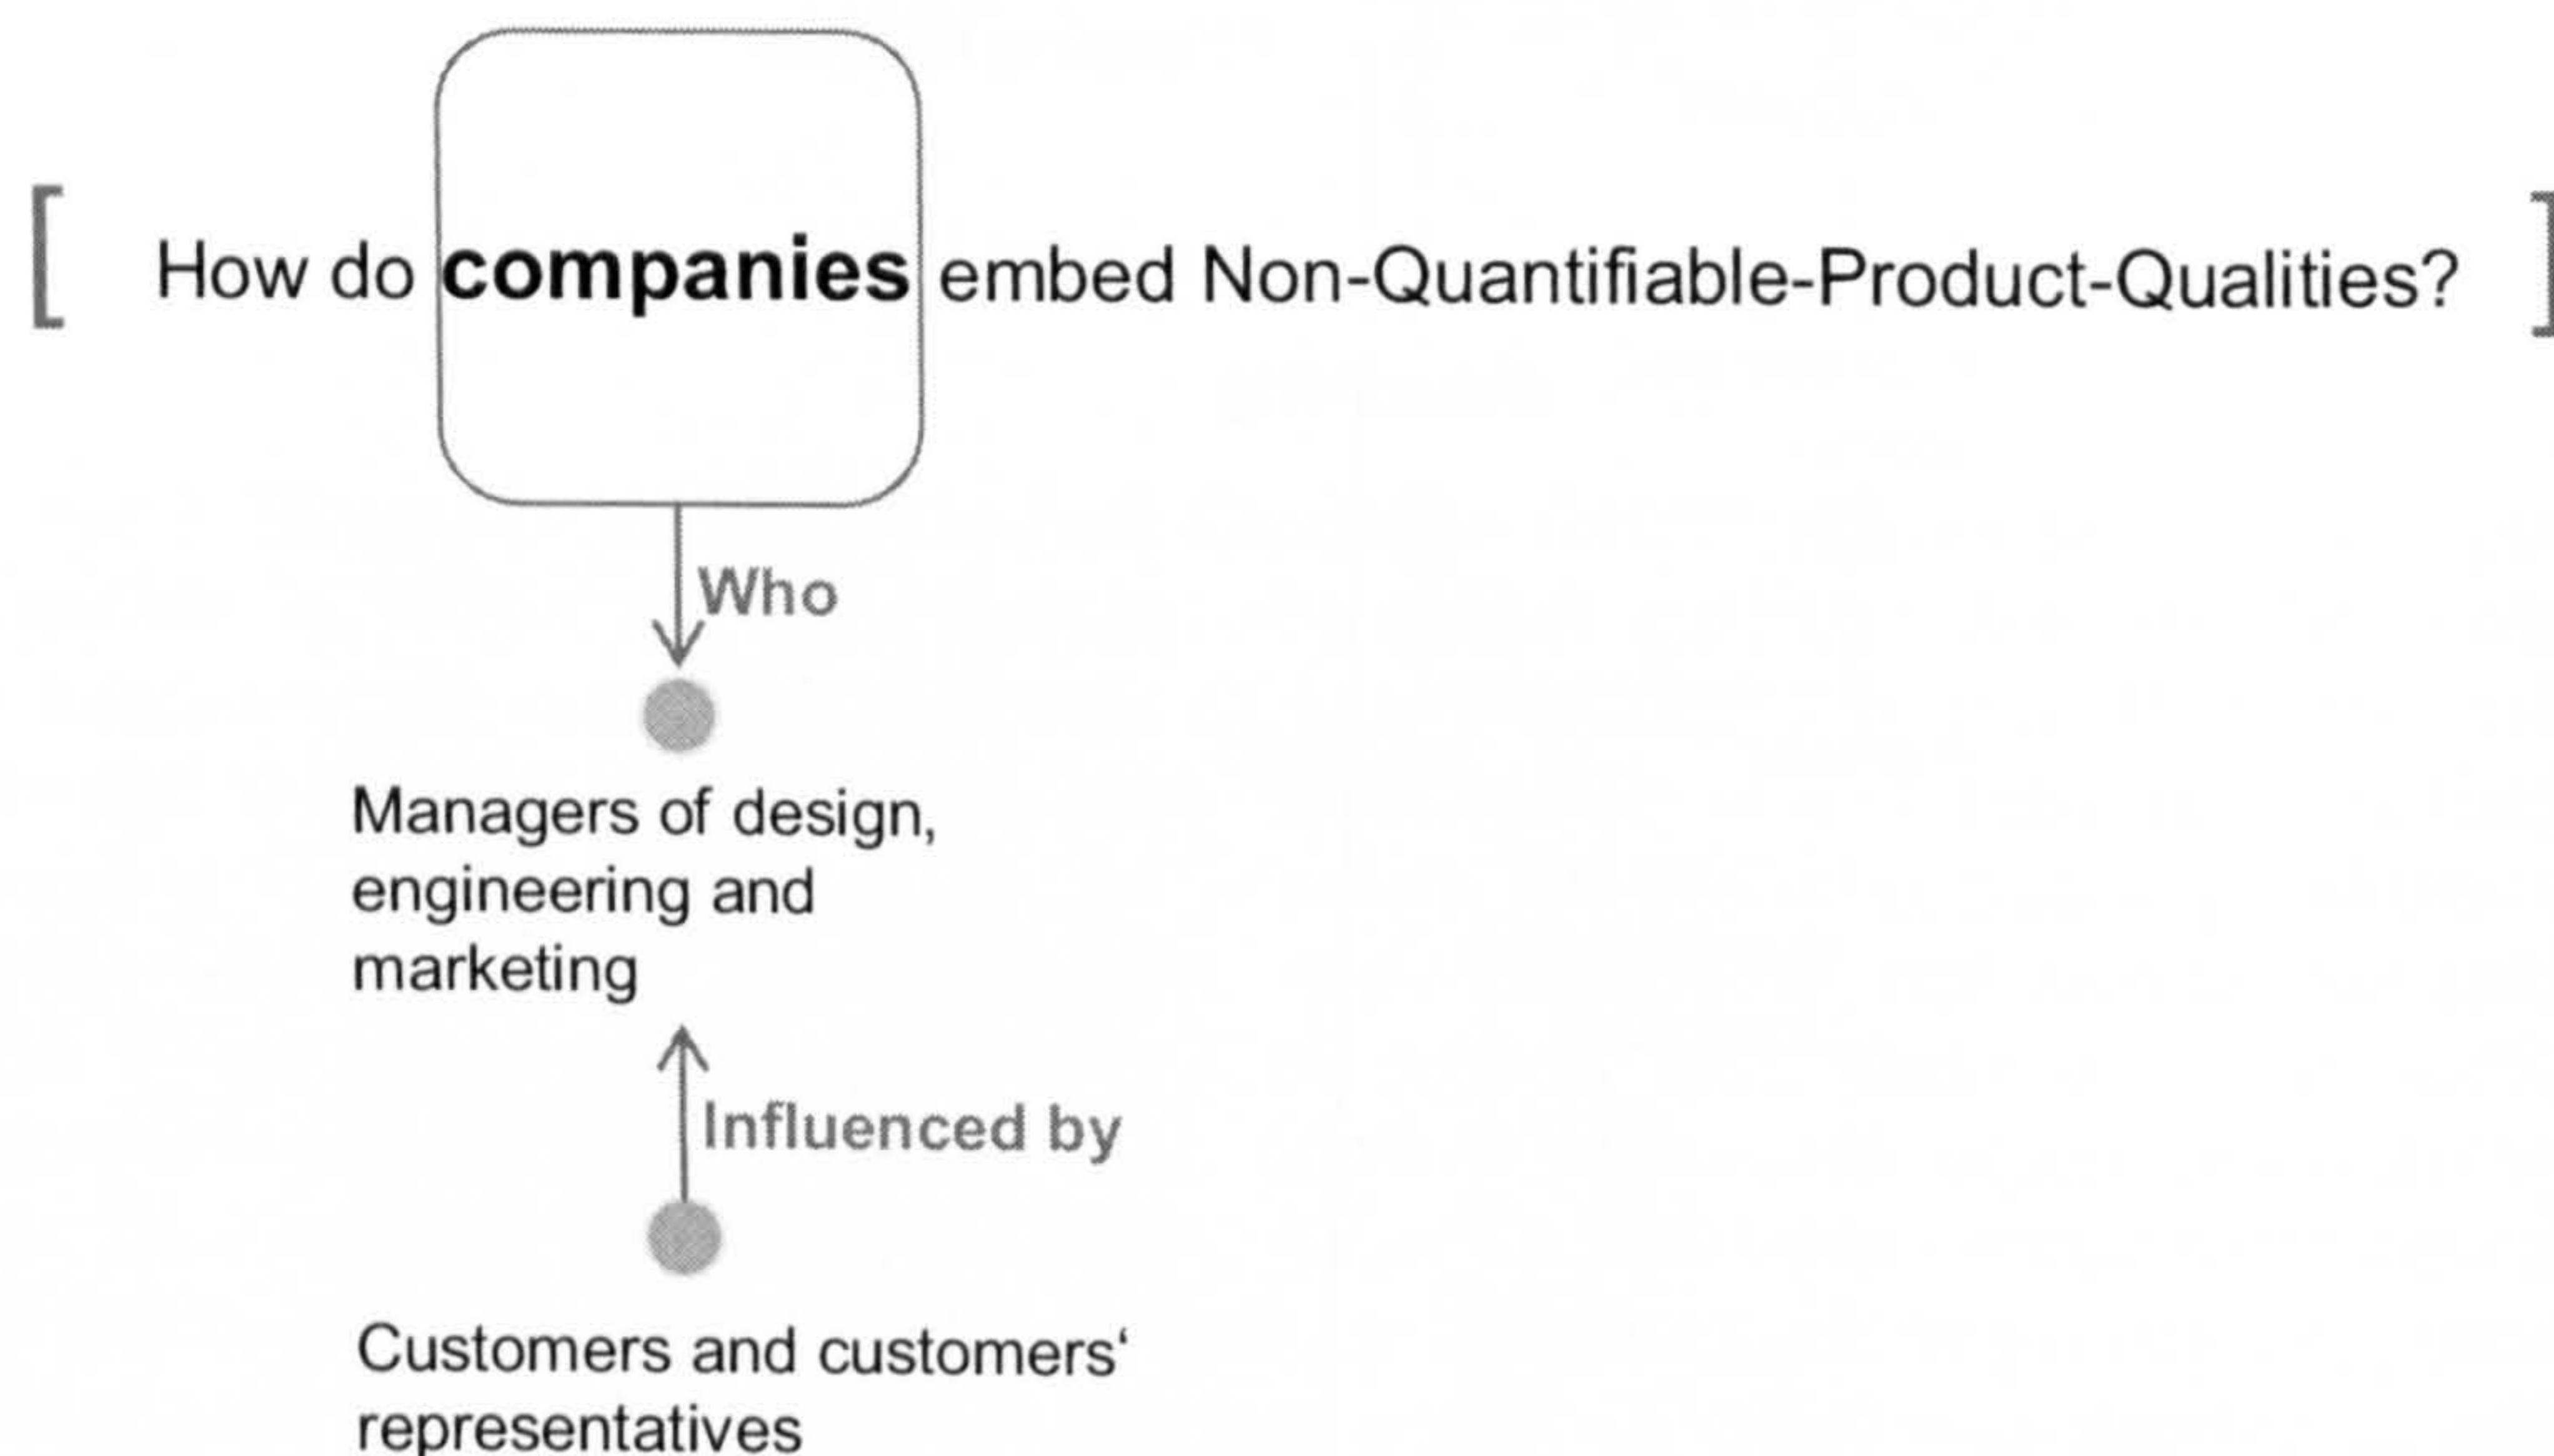 [ How do companies embed Non-Quantifiable-Product-Qualities? ]
Who
Managers of design,
engineering and
marketing
Influenced by
Customers and customers‘
representatives